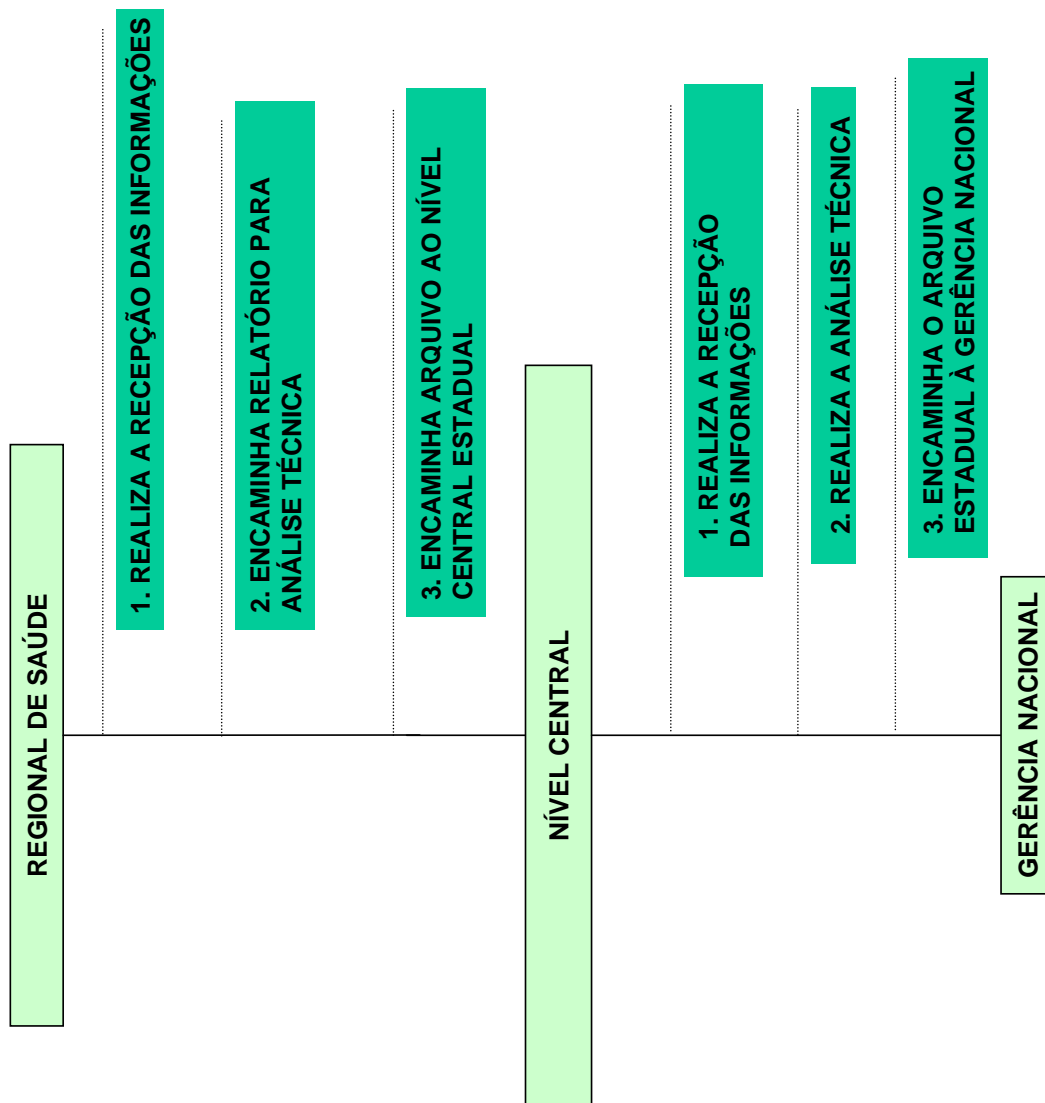 REGIONAL DE SAÚDE
1. REALIZA A RECEPÇÃO DAS INFORMAÇÕES
2. ENCAMINHA RELATÓRIO PARA
ANÁLISE TÉCNICA
3. ENCAMINHA ARQUIVO AO NÍVEL
CENTRAL ESTADUAL
NÍVEL CENTRAL
1. REALIZA A RECEPÇÃO
DAS INFORMAÇÕES
2. REALIZA A ANÁLISE TÉCNICA
3. ENCAMINHA O ARQUIVO
ESTADUAL À GERÊNCIA NACIONAL
GERÊNCIA NACIONAL